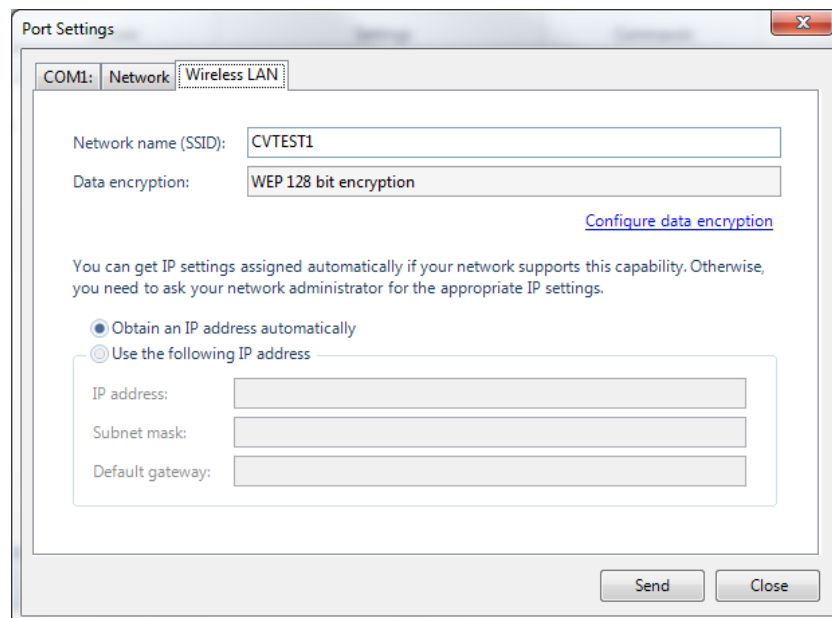 Port Settings
COM1: Network Wireless LAN
Network name (SSID): CVTEST1
Data encryption: WEP 128 bit encryption
Configure data encryption
You can get IP settings assigned automatically if your network supports this capability. Otherwise,
you need to ask your network administrator for the appropriate IP settings.
Obtain an IP address automatically
Use the following IP address
IP address:
Subnet mask:
Default gateway:
Send Close